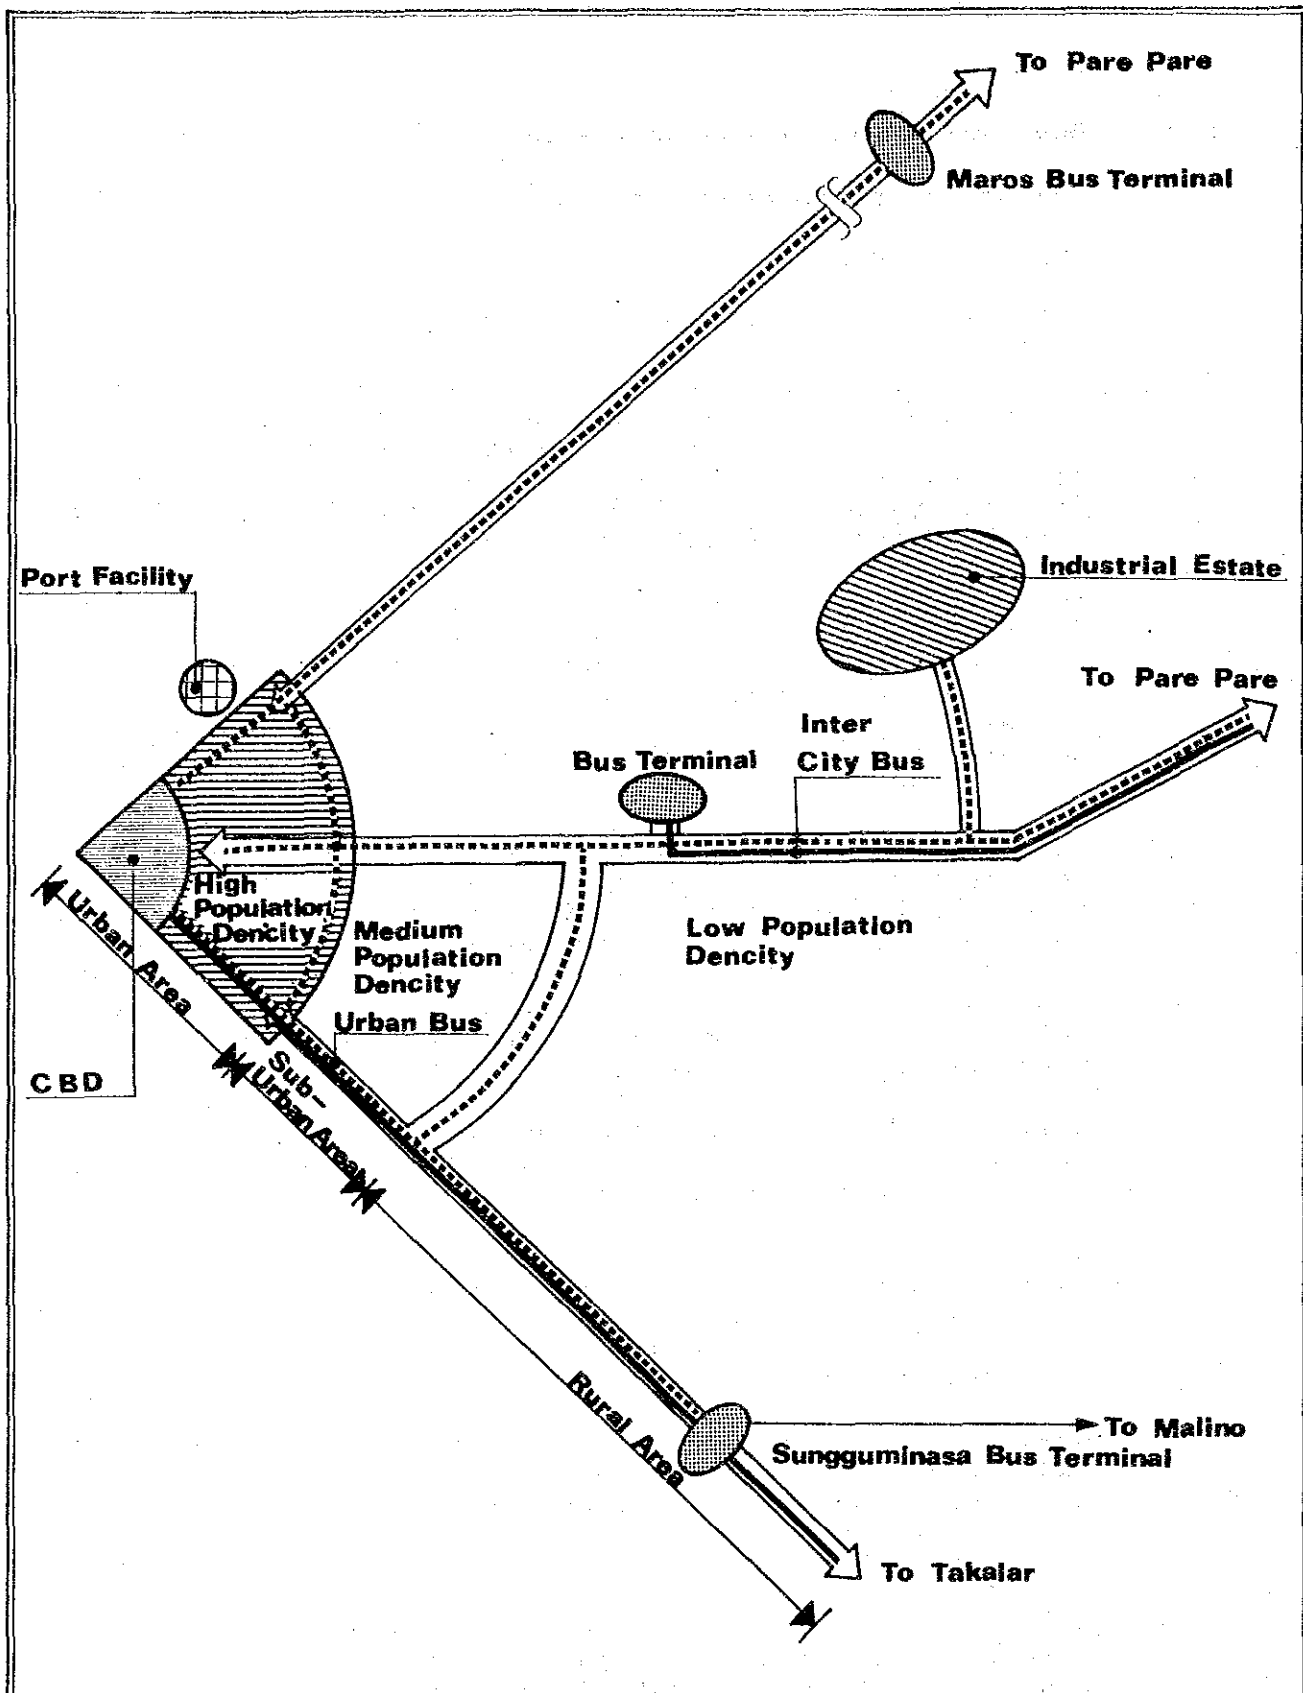 To Pare Pare
Maros Bus Terminal
Port Facility
Industrial Estate
To Pare Pare
Inter
City Bus
Bus Terminal
High
Population
Dencity
Medium
Population
Dencity
Low Population
Dencity
Urban Bus
Urban Area
CBD
Sub-
Urban Area
Rural Area
To Malino
Sungguminasa Bus Terminal
To Takalar